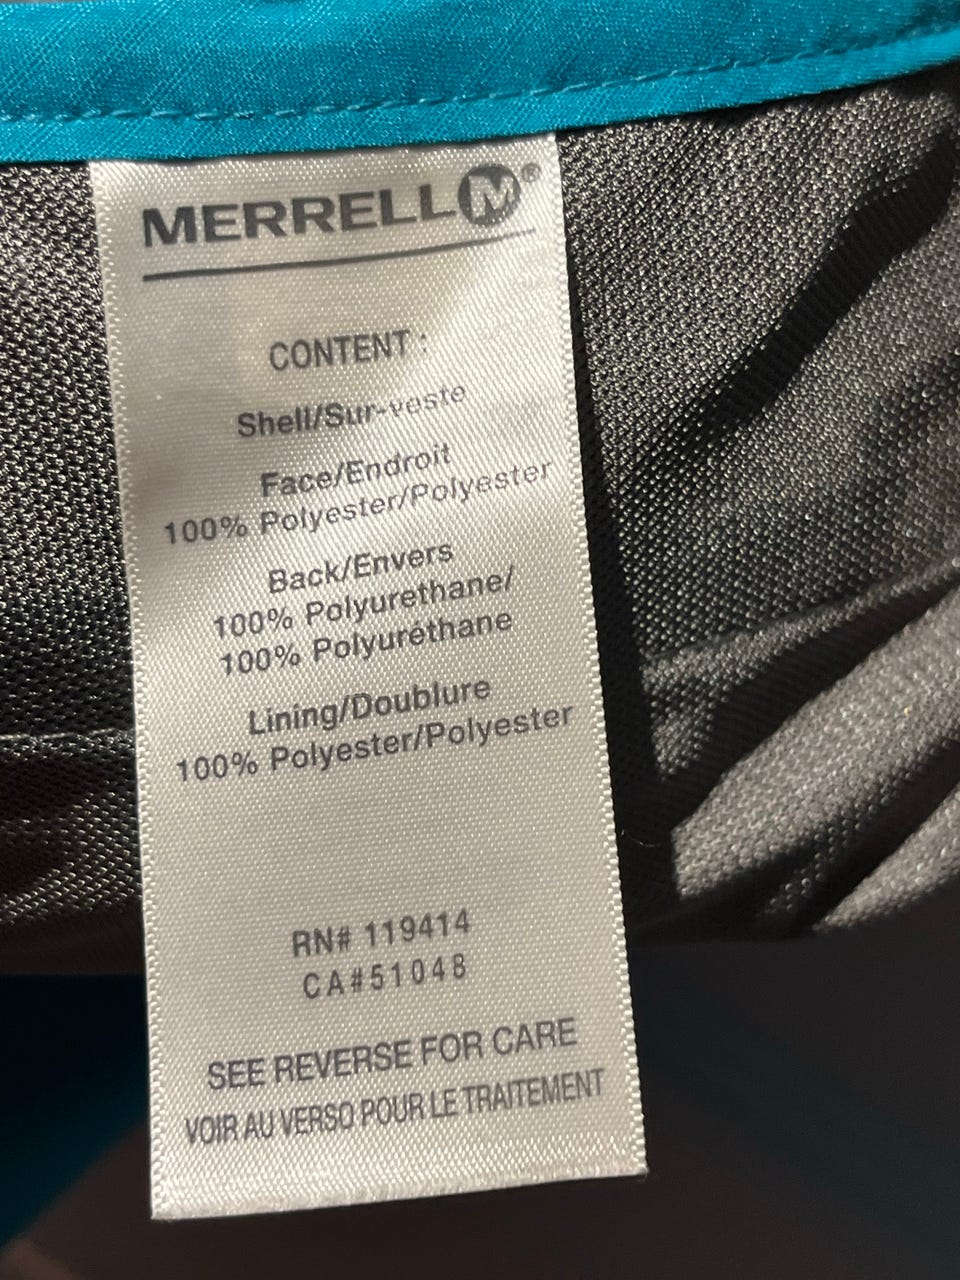 MERRELL M®
CONTENT :
Shell/Sur-veste
Face/Endroit
100% Polyester/Polyester
Back/Envers
100% Polyurethane/
100% Polyuréthane
Lining/Doublure
100% Polyester/Polyester
RN# 119414
CA#51048
SEE REVERSE FOR CARE
VOIR AU VERSO POUR LE TRAITEMENT